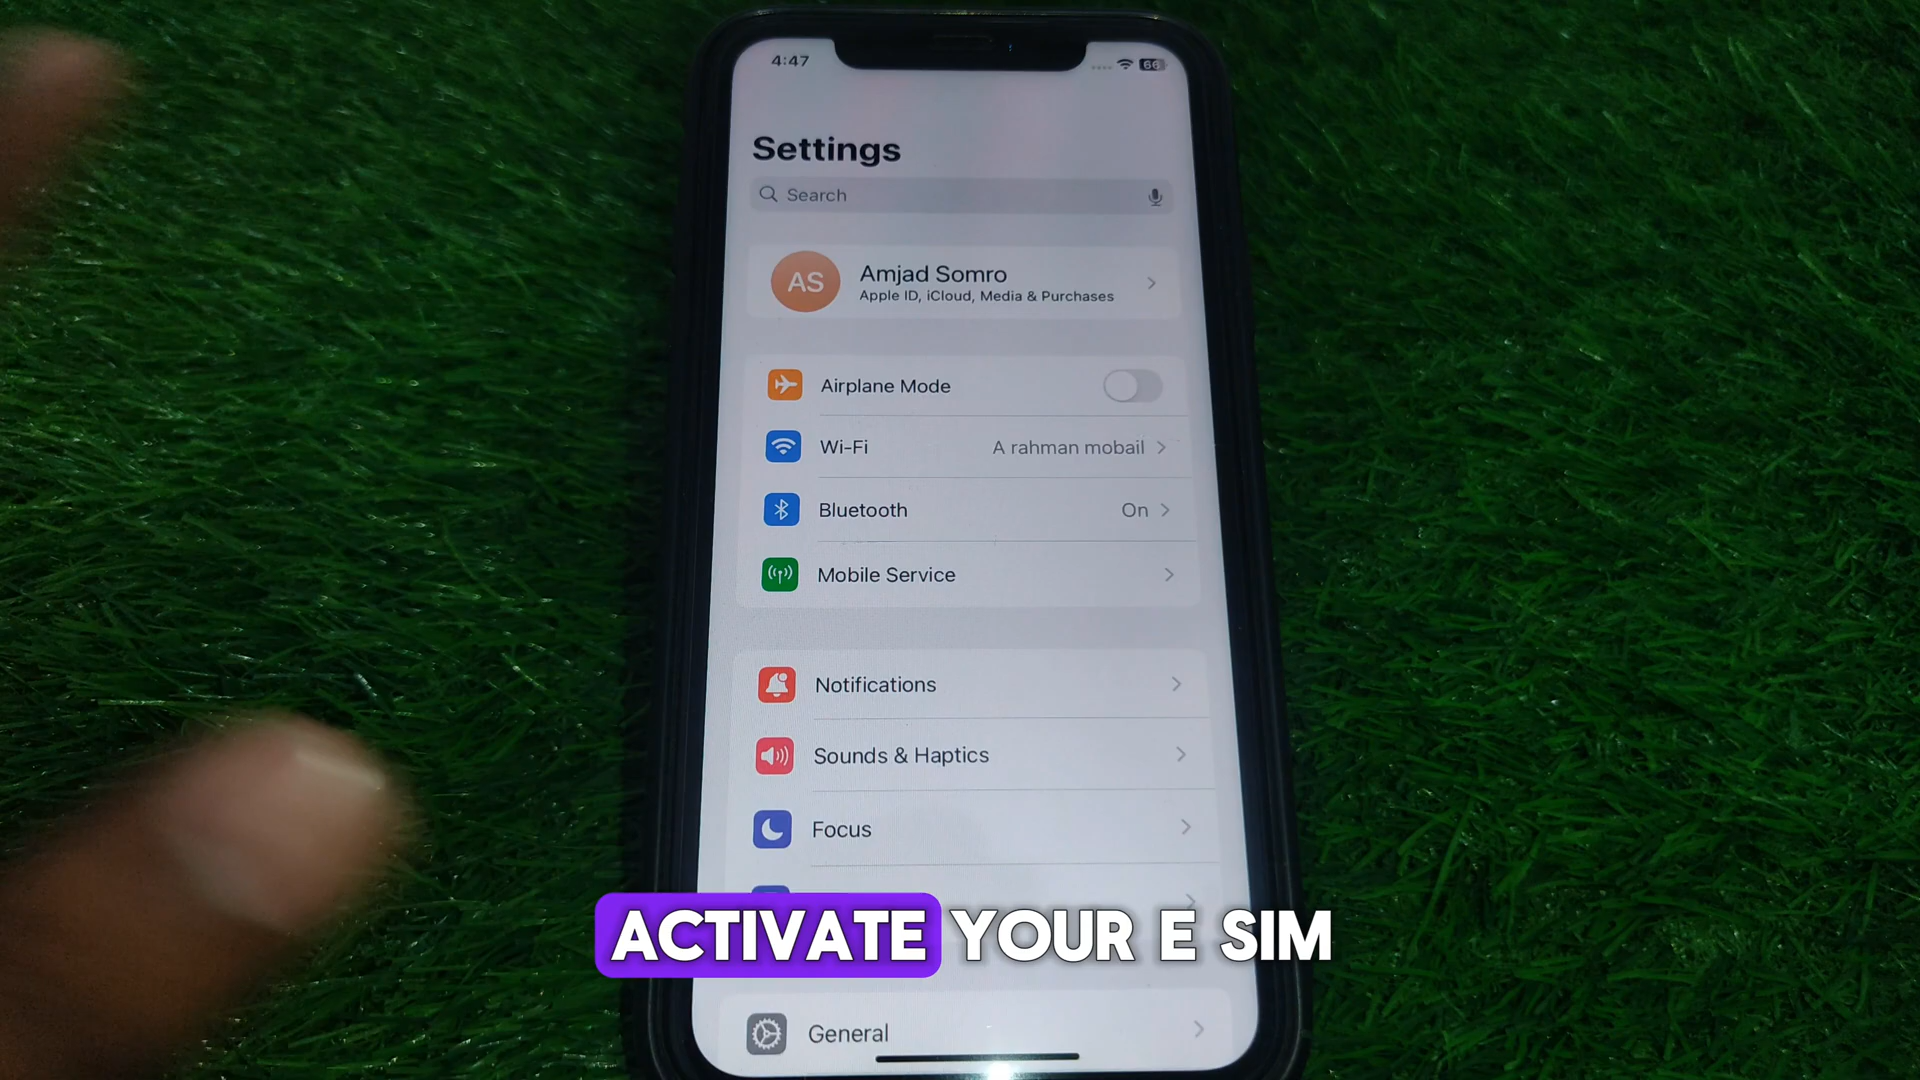 4:47
66
Settings
Search
AS
Amjad Somro
Apple ID, iCloud, Media & Purchases
Airplane Mode
Wi-Fi
A rahman mobail
Bluetooth
On
Mobile Service
Notifications
Sounds & Haptics
Focus
ACTIVATE YOUR E SIM
General